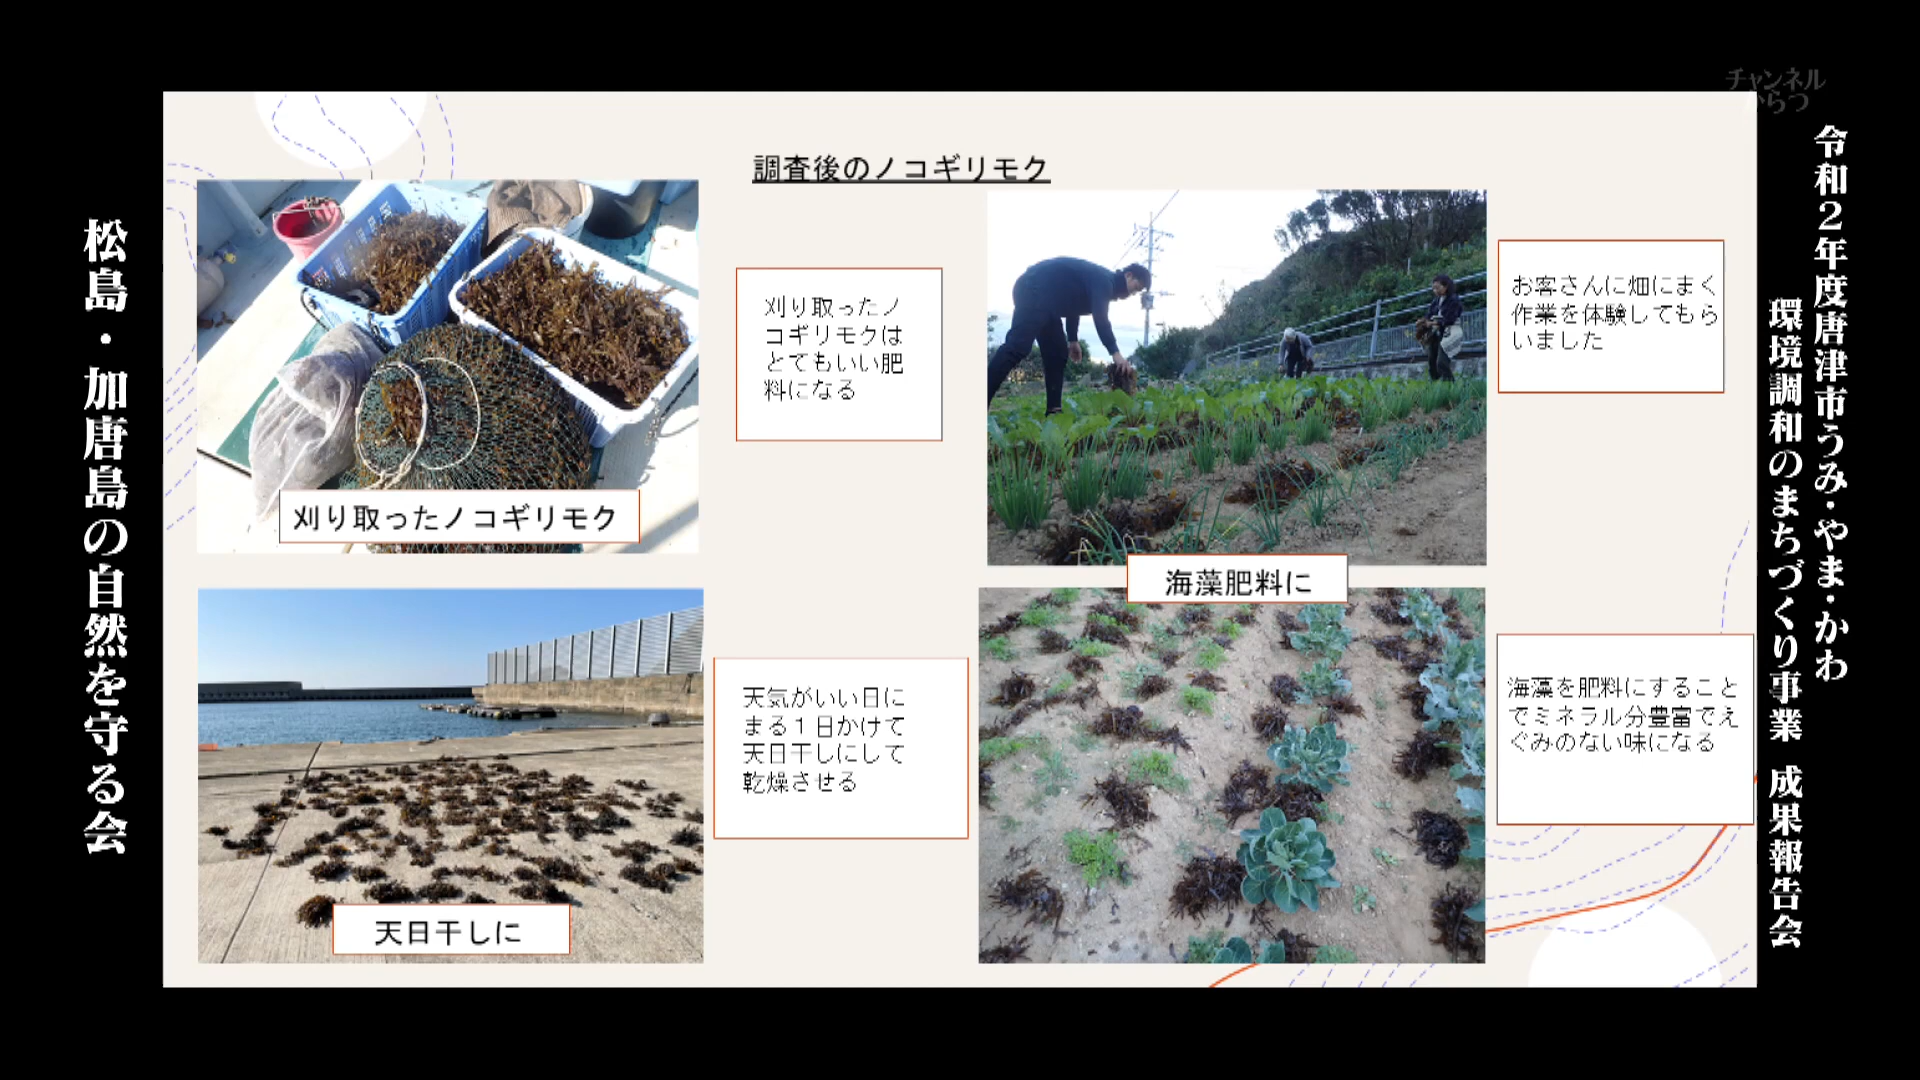 チャンネル
からつ
令和２年度唐津市うみ・やま・かわ
環境調和のまちづくり事業 成果報告会
松島・加唐島の自然を守る会
調査後のノコギリモク
刈り取ったノ
コギリモクは
とてもいい肥
料になる
刈り取ったノコギリモク
お客さんに畑にまく
作業を体験してもら
いました
海藻肥料に
天気がいい日に
まる１日かけて
天日干しにして
乾燥させる
天日干しに
海藻を肥料にすること
でミネラル分豊富でえ
ぐみのない味になる